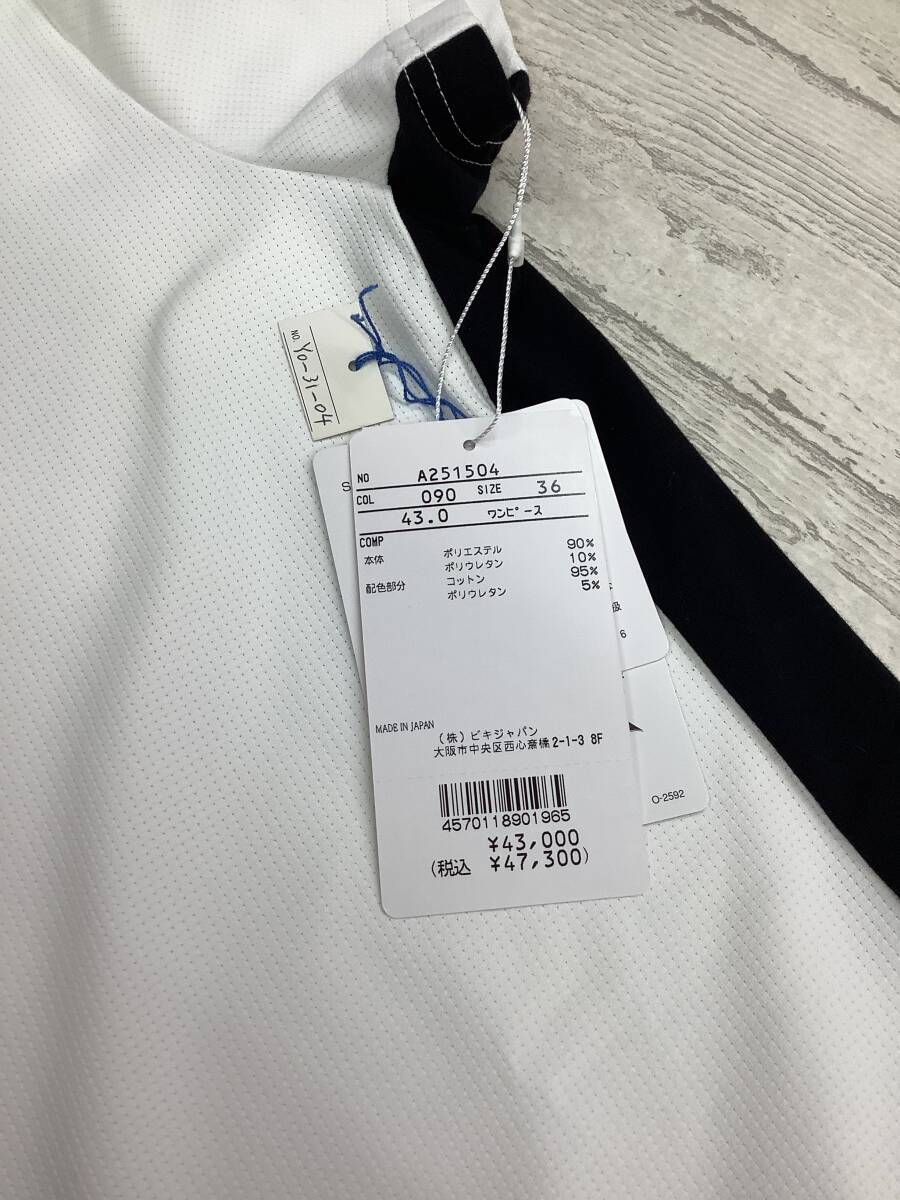 NO. Yo-31-04
S
NO A251504
COL 090 SIZE 36
43.0 ワンピース
COMP
本体 ポリエステル 90%
ポリウレタン 10%
配色部分 コットン 95%
ポリウレタン 5%
扱
6
MADE IN JAPAN
(株)ビキジャパン
大阪市中央区西心斎橋2-1-3 8F
O-2592
4570118901965
¥43,000
(税込 ¥47,300)